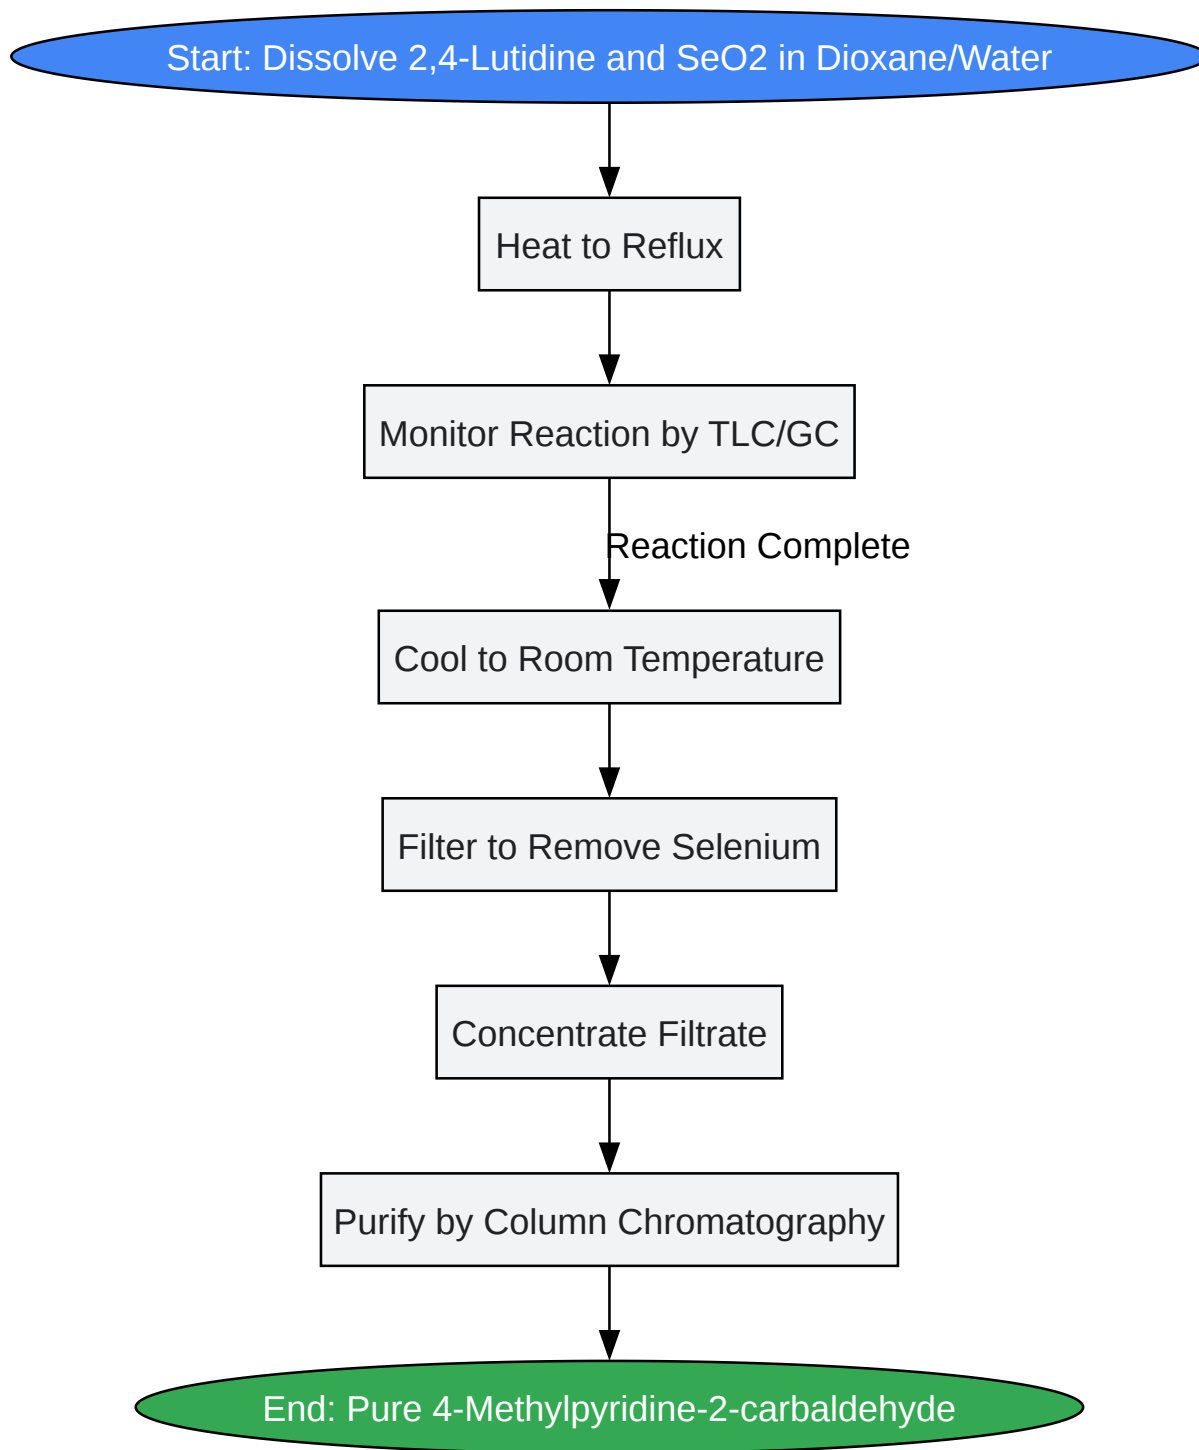 Start: Dissolve 2,4-Lutidine and SeO2 in Dioxane/Water
Heat to Reflux
Monitor Reaction by TLC/GC
Reaction Complete
Cool to Room Temperature
Filter to Remove Selenium
Concentrate Filtrate
Purify by Column Chromatography
End: Pure 4-Methylpyridine-2-carbaldehyde